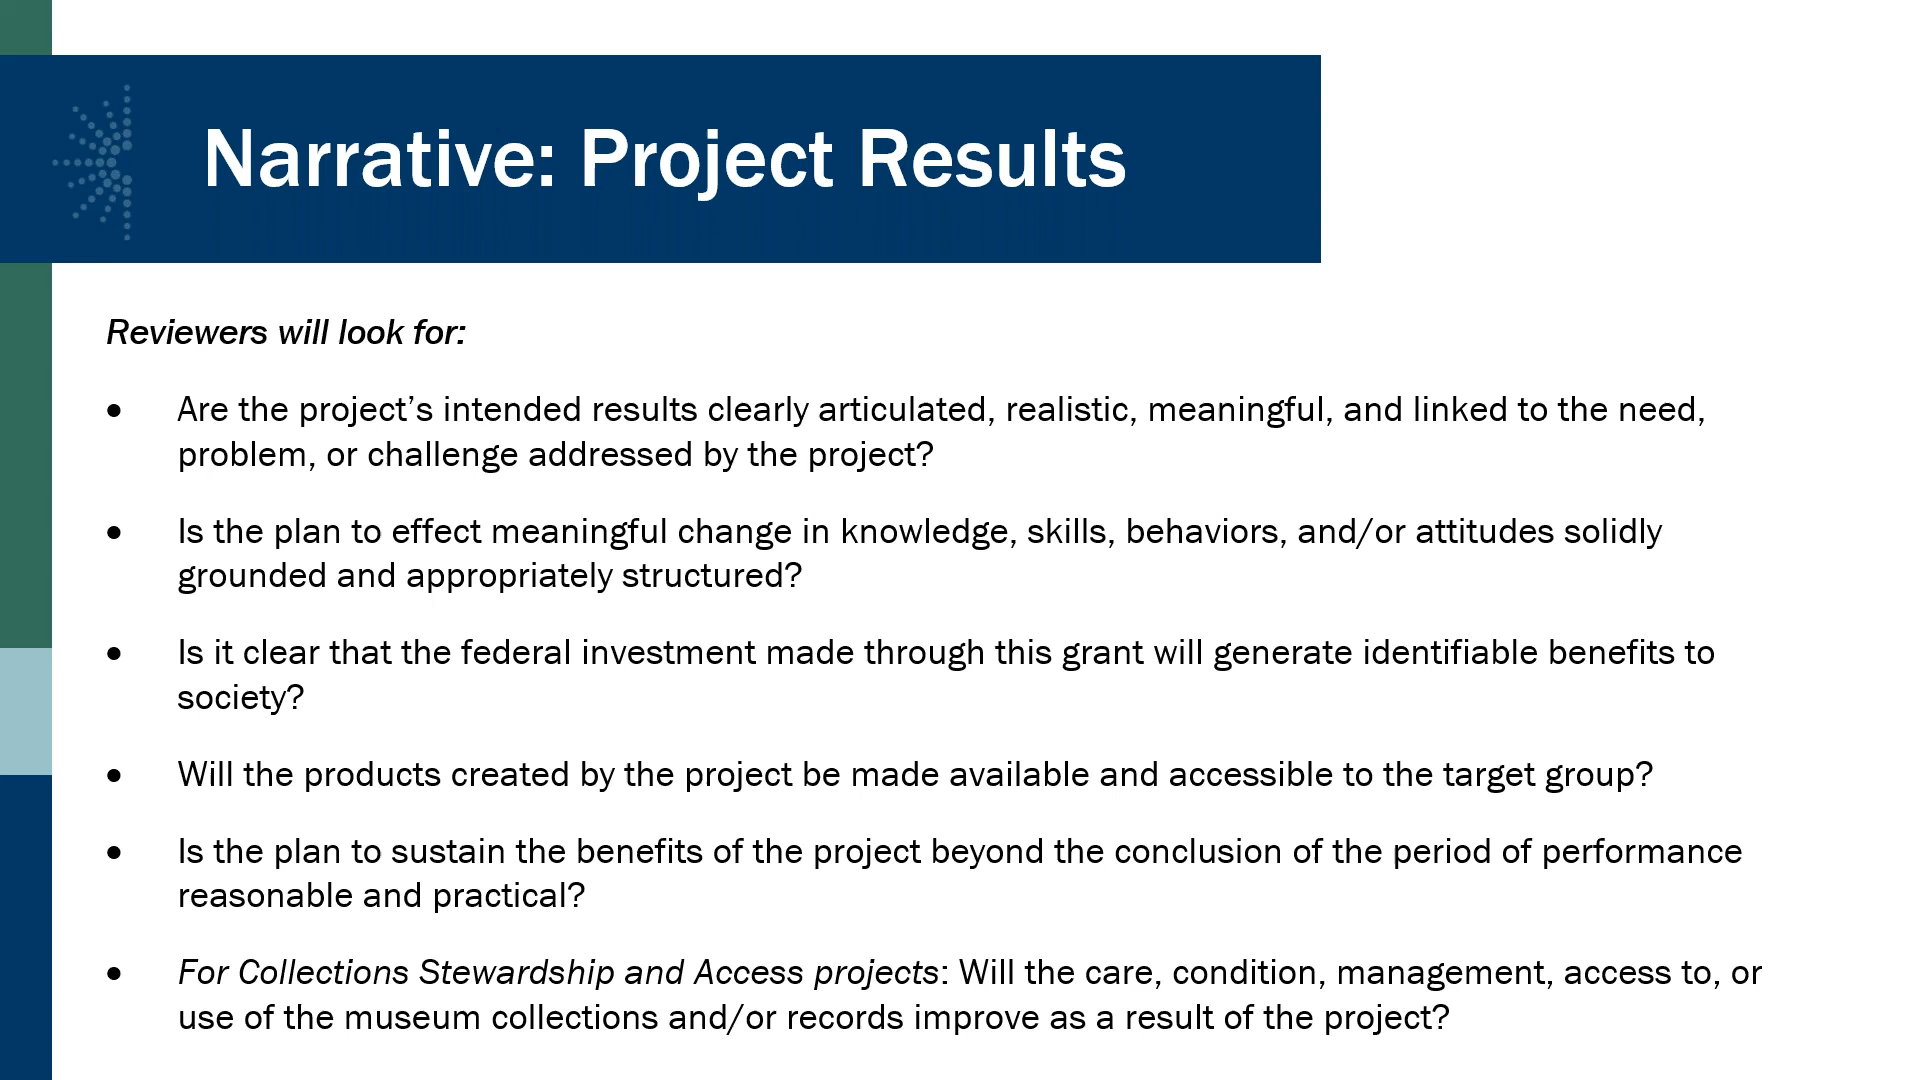 Narrative: Project Results
Reviewers will look for:
• Are the project’s intended results clearly articulated, realistic, meaningful, and linked to the need,
problem, or challenge addressed by the project?
• Is the plan to effect meaningful change in knowledge, skills, behaviors, and/or attitudes solidly
grounded and appropriately structured?
• Is it clear that the federal investment made through this grant will generate identifiable benefits to
society?
• Will the products created by the project be made available and accessible to the target group?
• Is the plan to sustain the benefits of the project beyond the conclusion of the period of performance
reasonable and practical?
• For Collections Stewardship and Access projects: Will the care, condition, management, access to, or
use of the museum collections and/or records improve as a result of the project?